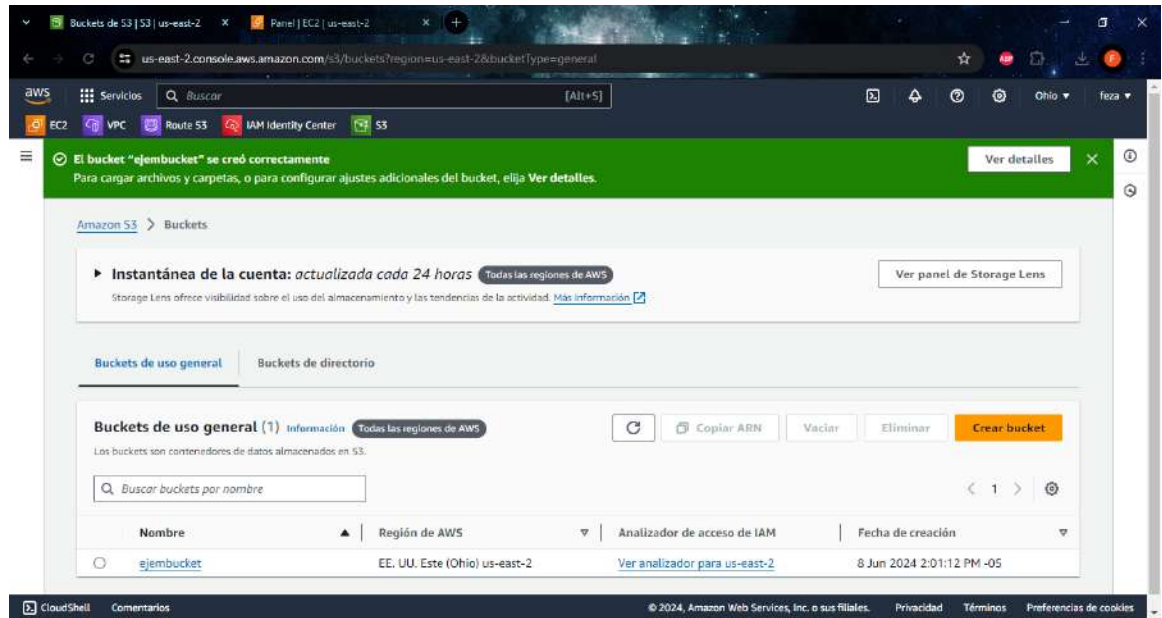 Buckets de S3 | S3 | us-east-2
Panel | EC2 | us-east-2
us-east-2.console.aws.amazon.com/s3/buckets?region=us-east-2&bucketType=general
aws Servicios Buscar [Alt+S] Ohio feza
EC2 VPC Route 53 IAM Identity Center S3
El bucket "ejembucket" se creó correctamente
Para cargar archivos y carpetas, o para configurar ajustes adicionales del bucket, elija Ver detalles.
Ver detalles
Amazon S3 > Buckets
Instantánea de la cuenta: actualizada cada 24 horas Todas las regiones de AWS
Storage Lens ofrece visibilidad sobre el uso del almacenamiento y las tendencias de la actividad. Más información
Ver panel de Storage Lens
Buckets de uso general Buckets de directorio
Buckets de uso general (1) Información Todas las regiones de AWS
Los buckets son contenedores de datos almacenados en S3.
Copiar ARN Vaciar Eliminar Crear bucket
Buscar buckets por nombre
1
Nombre Región de AWS Analizador de acceso de IAM Fecha de creación
ejembucket EE. UU. Este (Ohio) us-east-2 Ver analizador para us-east-2 8 Jun 2024 2:01:12 PM -05
CloudShell Comentarios © 2024, Amazon Web Services, Inc. o sus filiales. Privacidad Términos Preferencias de cookies